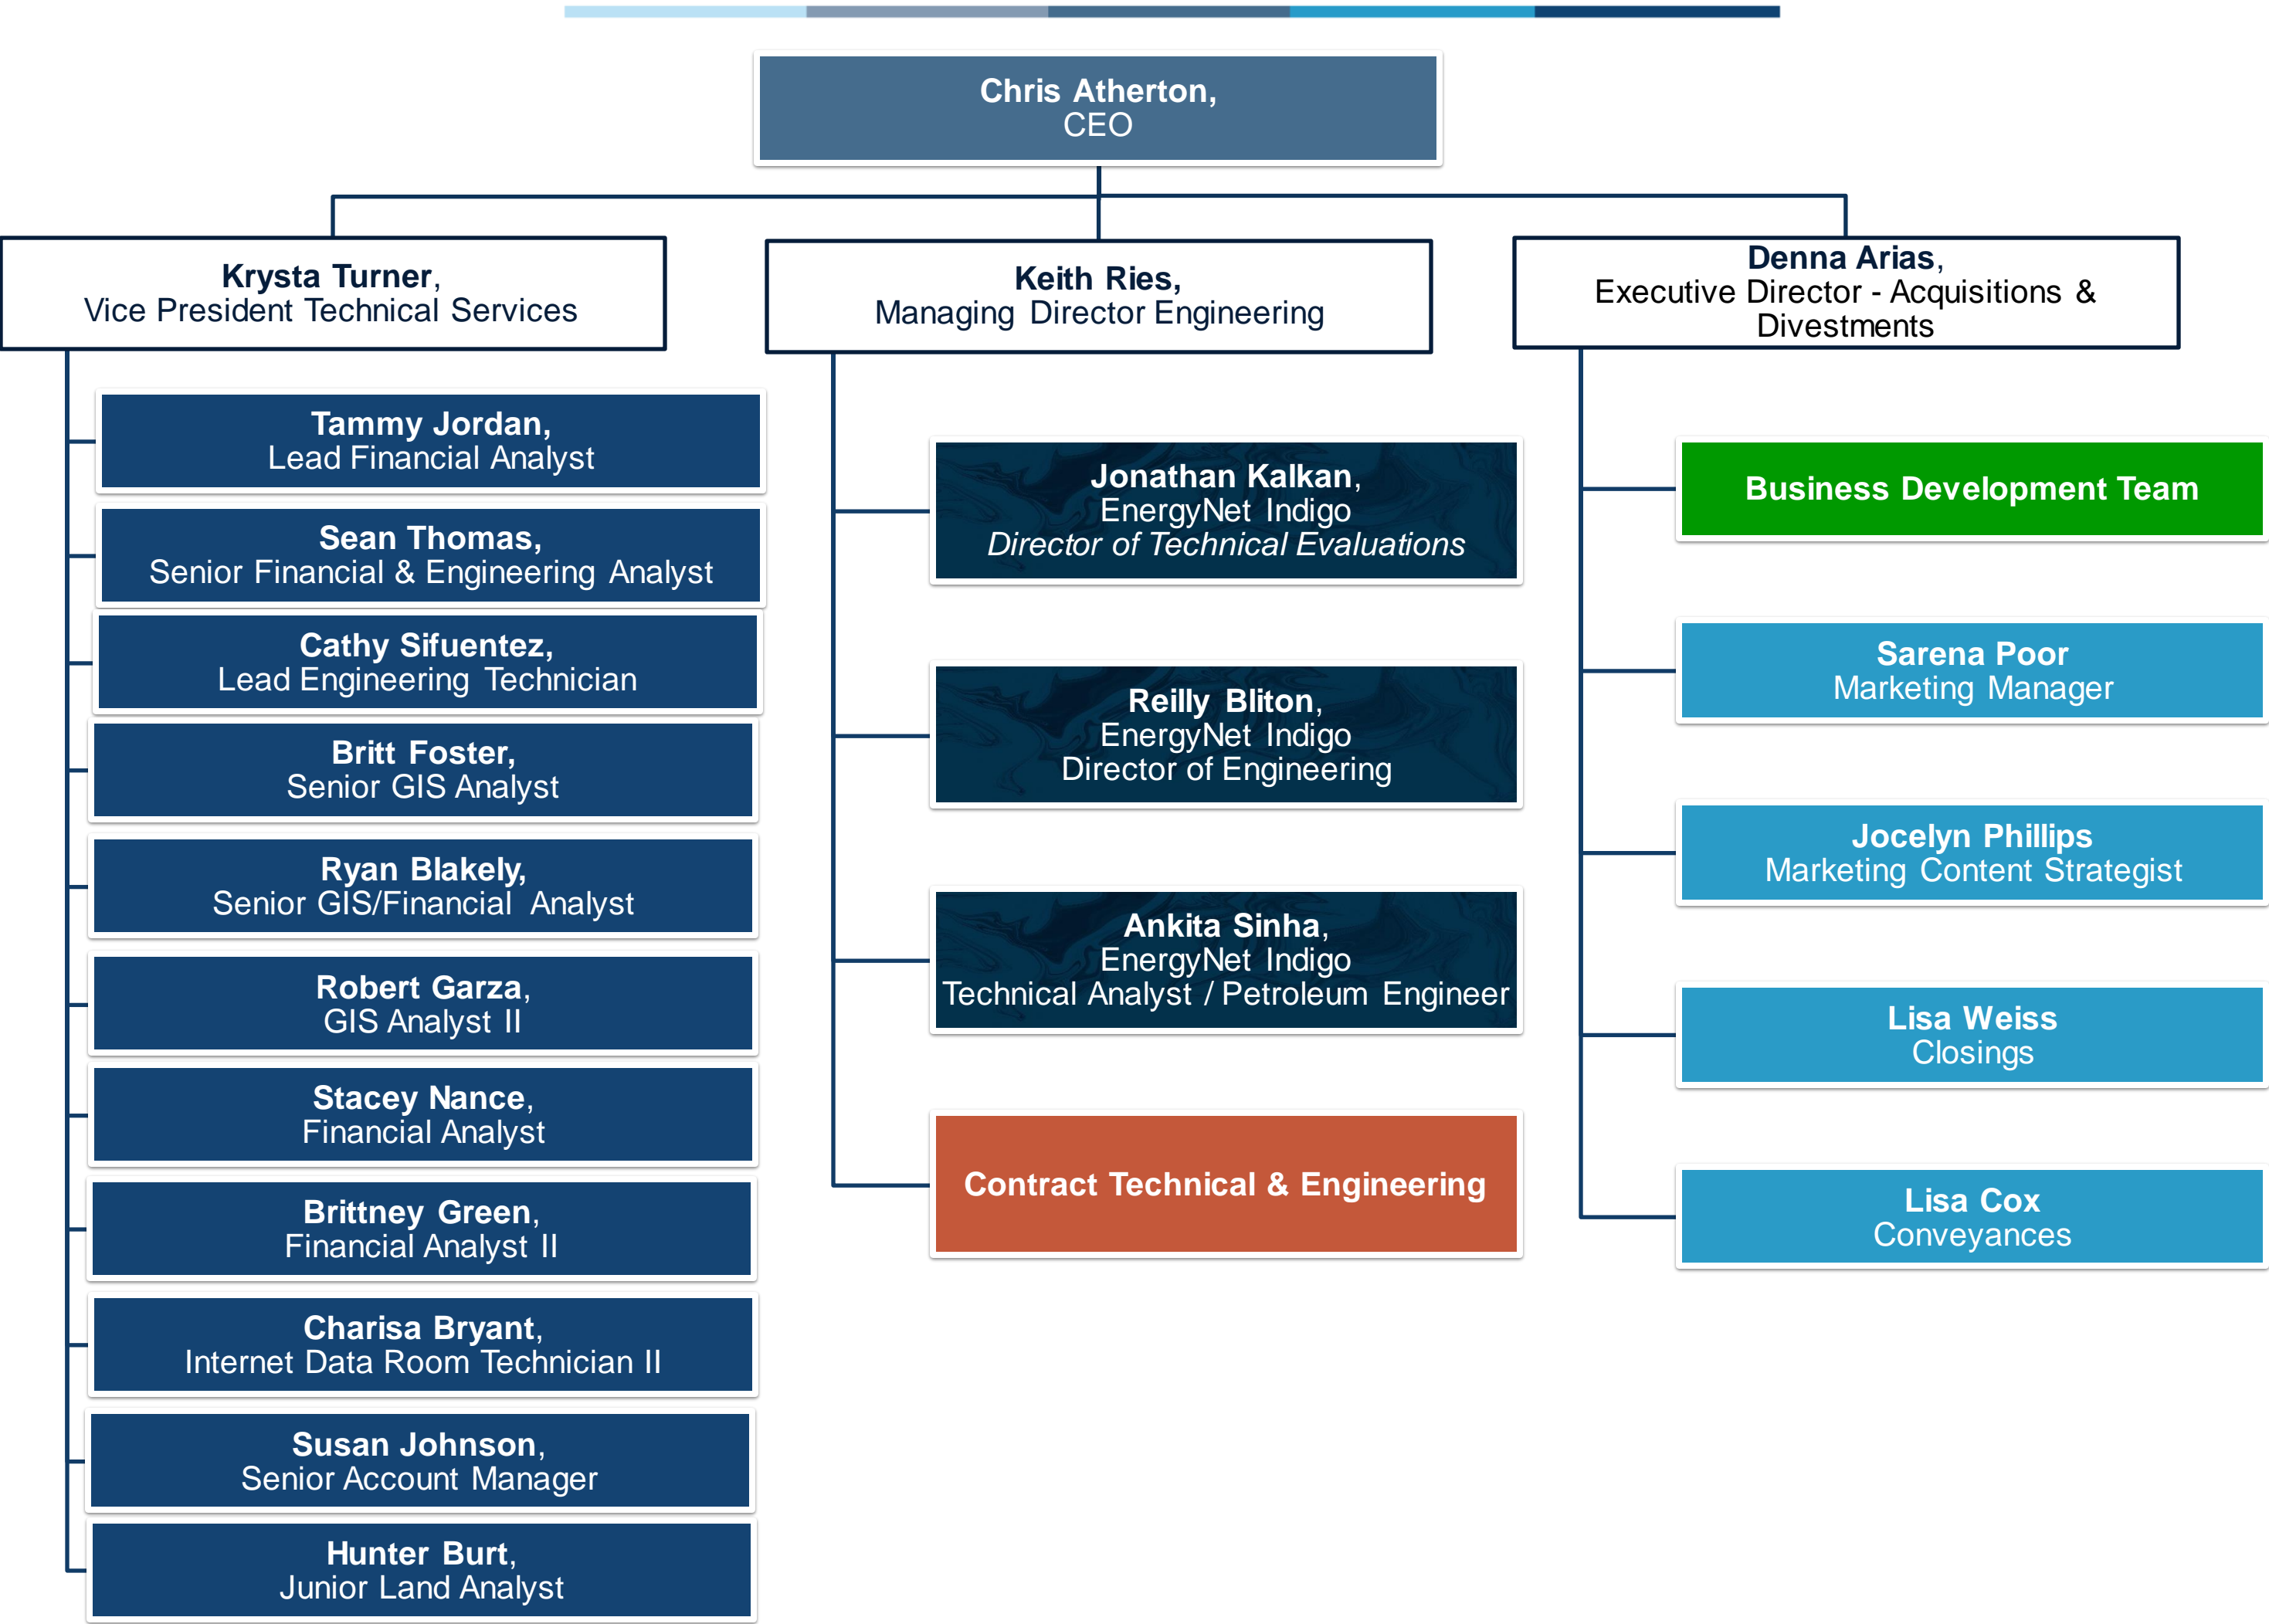 Chris Atherton,
CEO
Krysta Turner,
Vice President Technical Services
Tammy Jordan,
Lead Financial Analyst
Sean Thomas,
Senior Financial & Engineering Analyst
Cathy Sifuentez,
Lead Engineering Technician
Britt Foster,
Senior GIS Analyst
Ryan Blakely,
Senior GIS/Financial Analyst
Robert Garza,
GIS Analyst II
Stacey Nance,
Financial Analyst
Brittney Green,
Financial Analyst II
Charisa Bryant,
Internet Data Room Technician II
Susan Johnson,
Senior Account Manager
Hunter Burt,
Junior Land Analyst
Keith Ries,
Managing Director Engineering
Jonathan Kalkan,
EnergyNet Indigo
Director of Technical Evaluations
Reilly Bliton,
EnergyNet Indigo
Director of Engineering
Ankita Sinha,
EnergyNet Indigo
Technical Analyst / Petroleum Engineer
Contract Technical & Engineering
Denna Arias,
Executive Director - Acquisitions &
Divestments
Business Development Team
Sarena Poor
Marketing Manager
Jocelyn Phillips
Marketing Content Strategist
Lisa Weiss
Closings
Lisa Cox
Conveyances